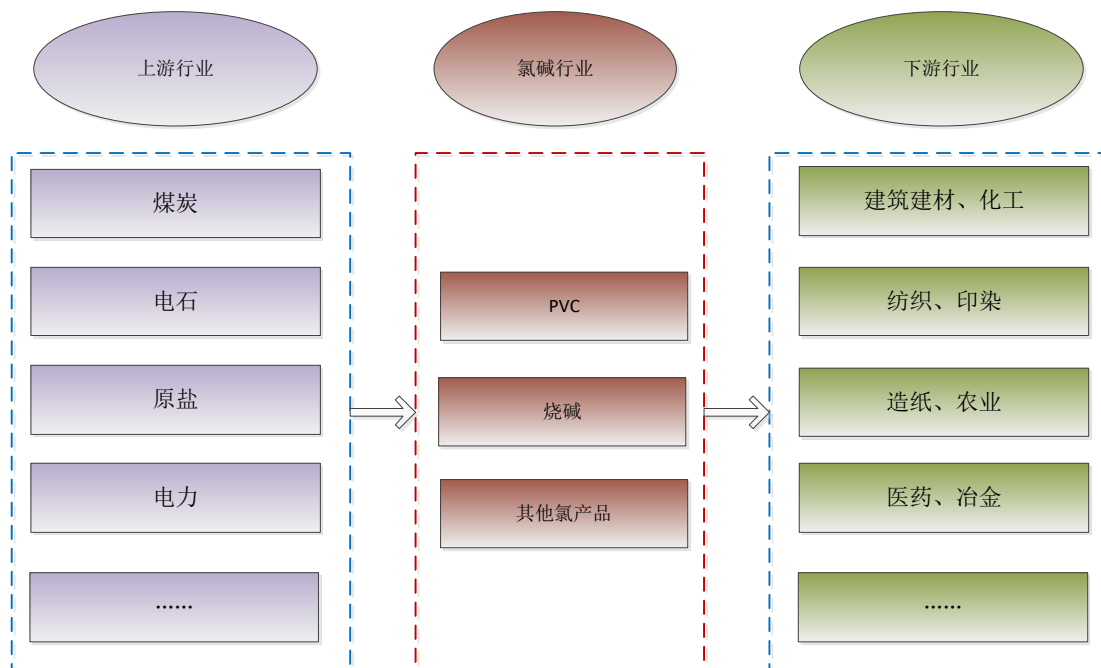 上游行业
氯碱行业
下游行业
煤炭
电石
原盐
电力
……
PVC
烧碱
其他氯产品
建筑建材、化工
纺织、印染
造纸、农业
医药、冶金
……